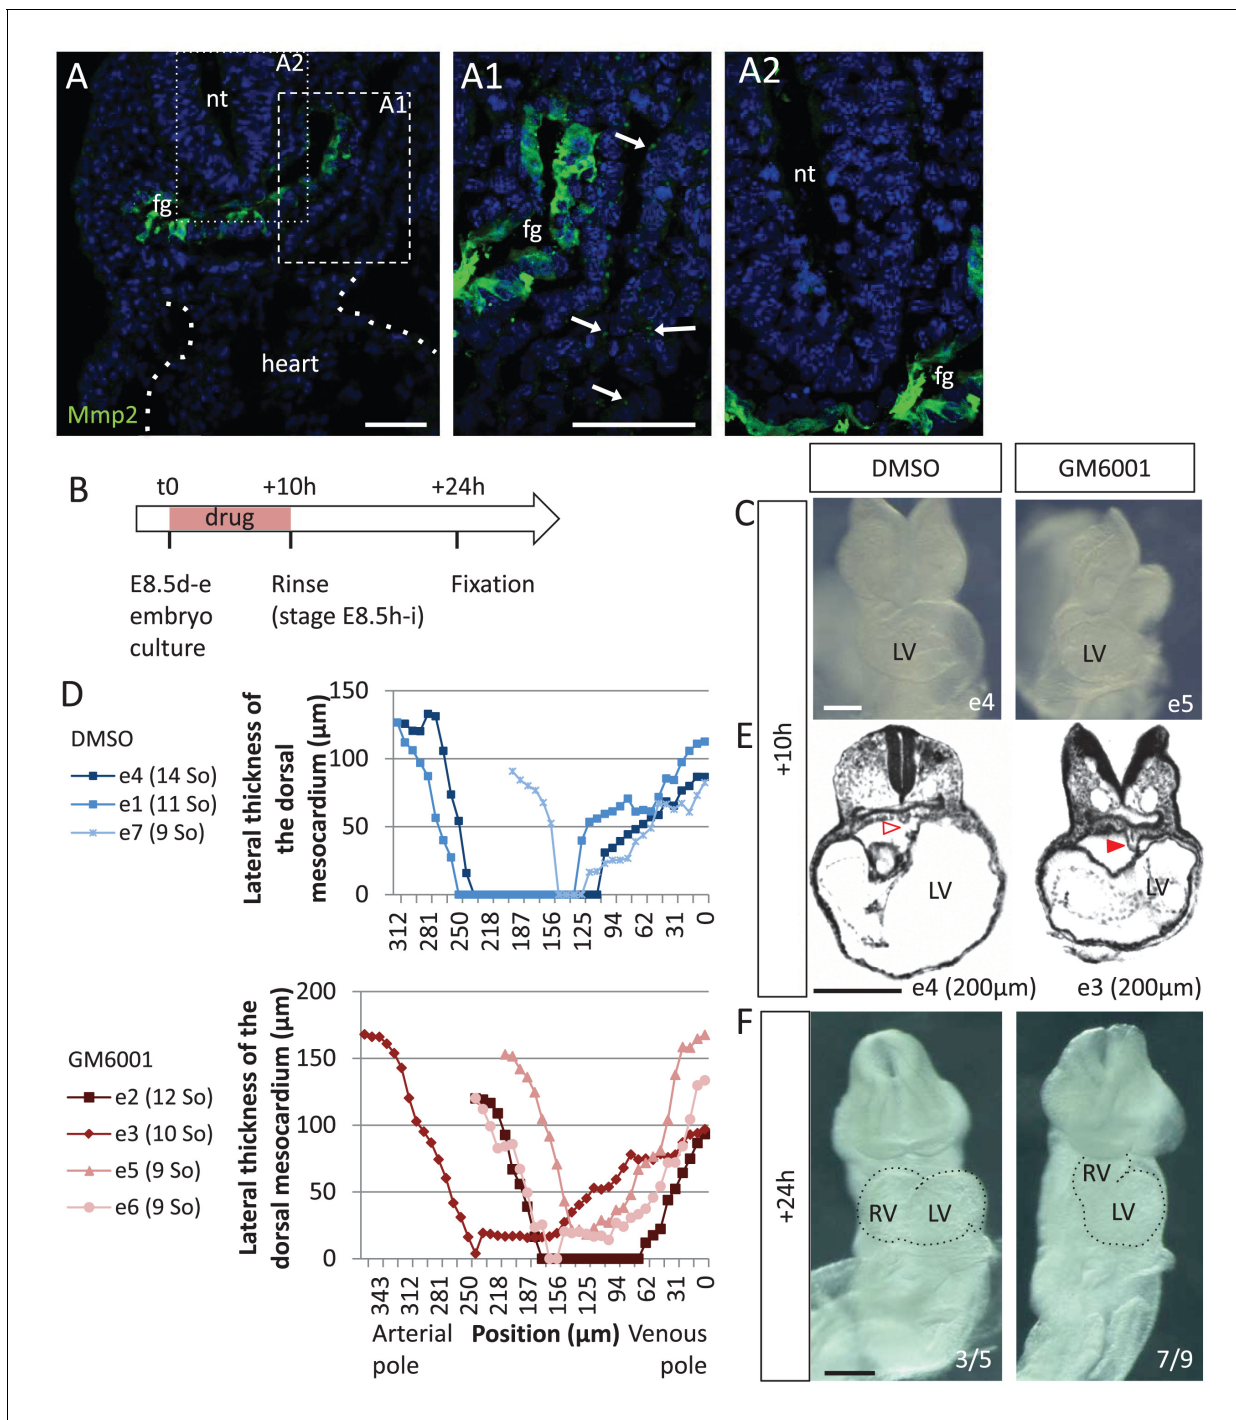 A
A2
nt
A1
fg
heart
Mmp2
A1
fg
A2
nt
fg
B
t0
+10h
+24h
drug
E8.5d-e
embryo
culture
Rinse
(stage E8.5h-i)
Fixation
DMSO
GM6001
C
+10h
LV
e4
LV
e5
D
DMSO
e4 (14 So)
e1 (11 So)
e7 (9 So)
Lateral thickness of
the dorsal
mesocardium (µm)
150
100
50
0
312
281
250
218
187
156
125
94
62
31
0
E
LV
e4 (200µm)
LV
e3 (200µm)
GM6001
e2 (12 So)
e3 (10 So)
e5 (9 So)
e6 (9 So)
Lateral thickness of the
dorsal mesocardium (µm)
200
150
100
50
0
343
312
281
250
218
187
156
125
94
62
31
0
Arterial
pole
Position (µm)
Venous
pole
F
+24h
RV
LV
3/5
RV
LV
7/9